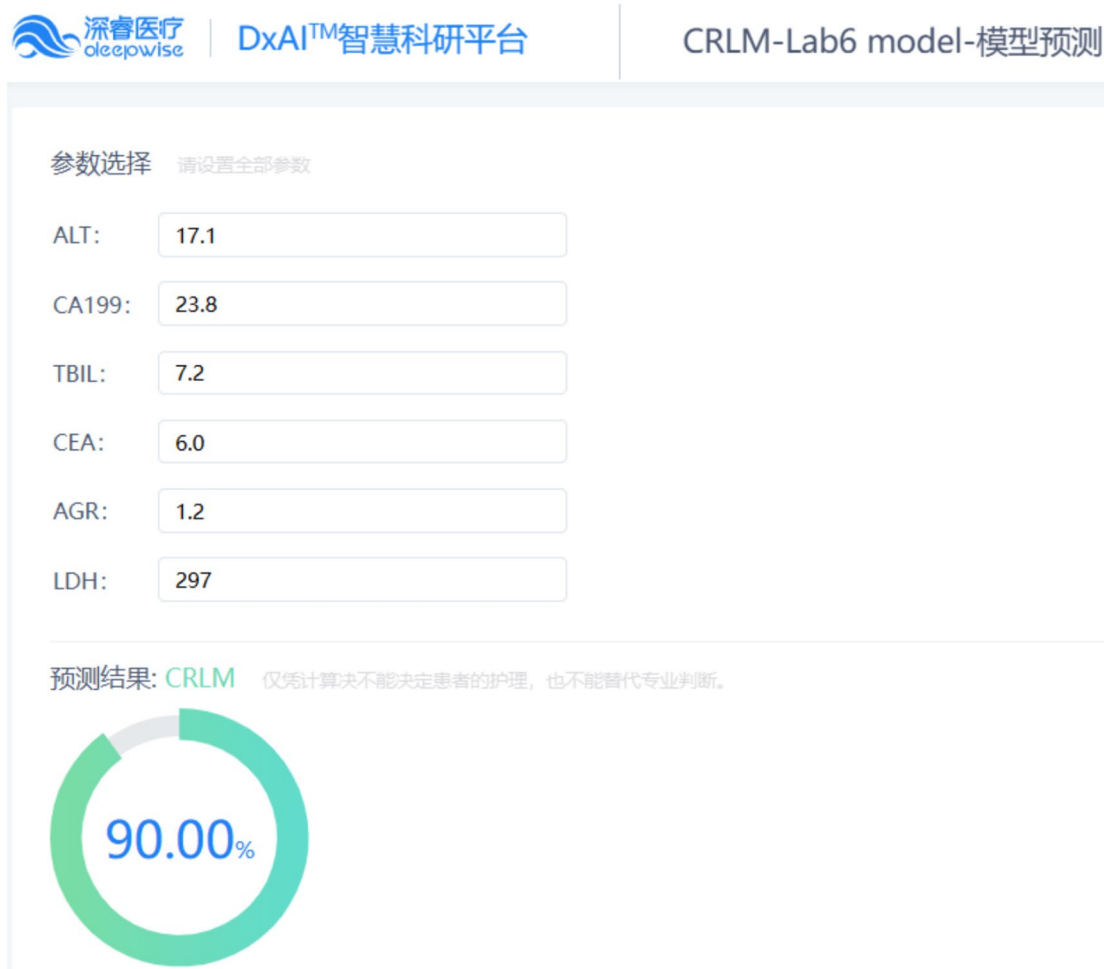 深睿医疗 deepwise DxAI™智慧科研平台 CRLM-Lab6 model-模型预测
参数选择 请设置全部参数
ALT: 17.1
CA199: 23.8
TBIL: 7.2
CEA: 6.0
AGR: 1.2
LDH: 297
预测结果: CRLM 仅凭计算决不能决定患者的护理，也不能替代专业判断。
90.00%